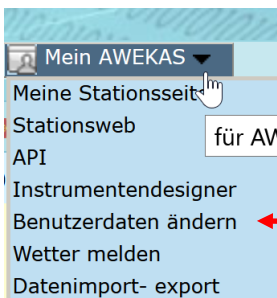 Mein AWEKAS
Meine Stationsseit
Stationsweb
für AW
API
Instrumentendesigner
Benutzerdaten ändern
Wetter melden
Datenimport- export